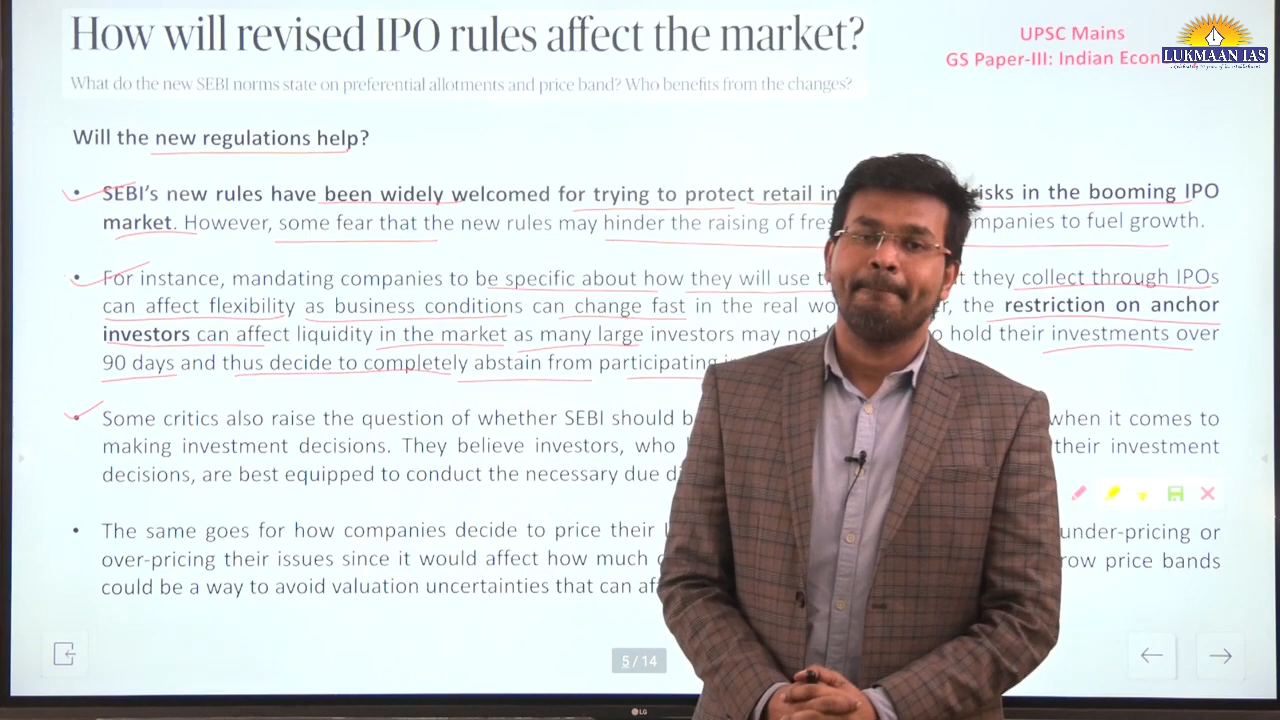 How will revised IPO rules affect the market?
What do the new SEBI norms state on preferential allotments and price band? Who benefits from the changes?
UPSC Mains
GS Paper-III: Indian Econ
LUKMAAN IAS
Will the new regulations help?
• SEBI's new rules have been widely welcomed for trying to protect retail in risks in the booming IPO
market. However, some fear that the new rules may hinder the raising of fres mpanies to fuel growth.
• For instance, mandating companies to be specific about how they will use t t they collect through IPOs
can affect flexibility as business conditions can change fast in the real wo r, the restriction on anchor
investors can affect liquidity in the market as many large investors may not o hold their investments over
90 days and thus decide to completely abstain from participating
• Some critics also raise the question of whether SEBI should b when it comes to
making investment decisions. They believe investors, who their investment
decisions, are best equipped to conduct the necessary due di
• The same goes for how companies decide to price their under-pricing or
over-pricing their issues since it would affect how much row price bands
could be a way to avoid valuation uncertainties that can af
5 / 14
LG